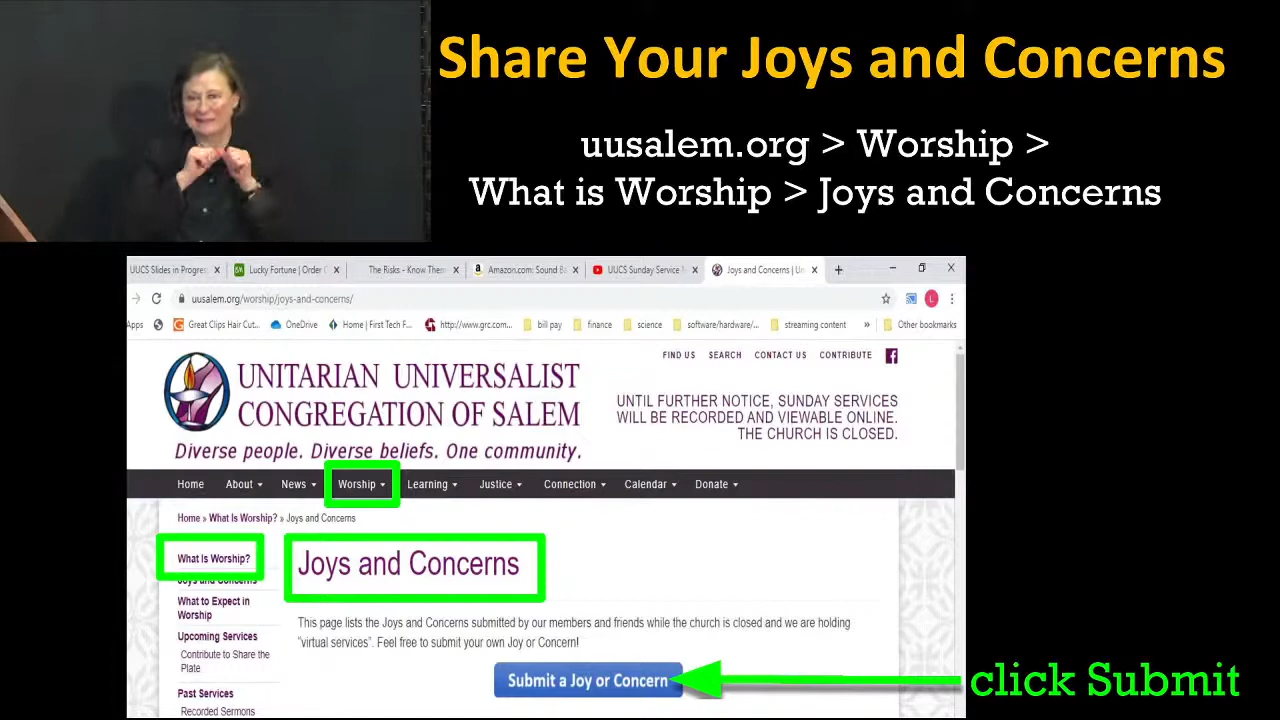 Share Your Joys and Concerns
uusalem.org > Worship >
What is Worship > Joys and Concerns
UUCS Slides in Progres
Lucky Fortune | Order O
The Risks - Know Them
Amazon.com: Sound Ba
UUCS Sunday Service
Joys and Concerns | Un
uusalem.org/worship/joys-and-concerns/
L
Apps
Great Clips Hair Cut...
OneDrive
Home | First Tech F...
http://www.grc.com...
bill pay
finance
science
software/hardware/...
streaming content
»
Other bookmarks
FIND US SEARCH CONTACT US CONTRIBUTE
UNITARIAN UNIVERSALIST
CONGREGATION OF SALEM
Diverse people. Diverse beliefs. One community.
UNTIL FURTHER NOTICE, SUNDAY SERVICES
WILL BE RECORDED AND VIEWABLE ONLINE.
THE CHURCH IS CLOSED.
Home About News Worship Learning Justice Connection Calendar Donate
Home » What Is Worship? » Joys and Concerns
What Is Worship?
Joys and Concerns
What to Expect in
Worship
Upcoming Services
Contribute to Share the
Plate
Past Services
Recorded Sermons
Joys and Concerns
This page lists the Joys and Concerns submitted by our members and friends while the church is closed and we are holding
"virtual services". Feel free to submit your own Joy or Concern!
Submit a Joy or Concern
click Submit